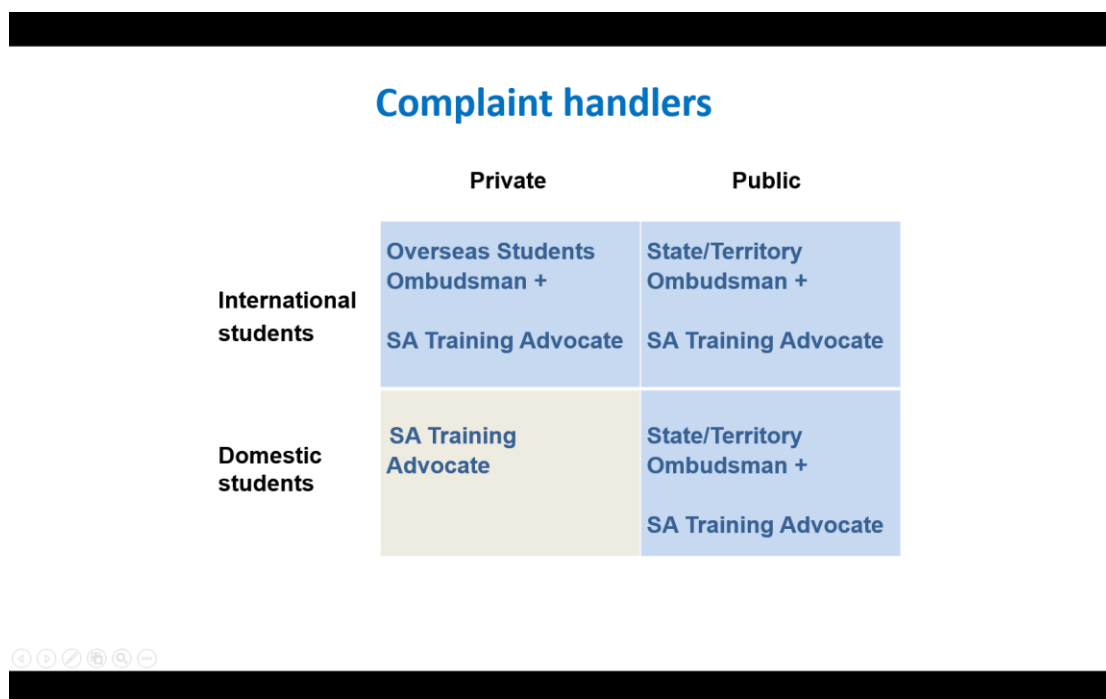 Complaint handlers
Private
Public
International
students
Overseas Students
Ombudsman +
SA Training Advocate
State/Territory
Ombudsman +
SA Training Advocate
Domestic
students
SA Training
Advocate
State/Territory
Ombudsman +
SA Training Advocate